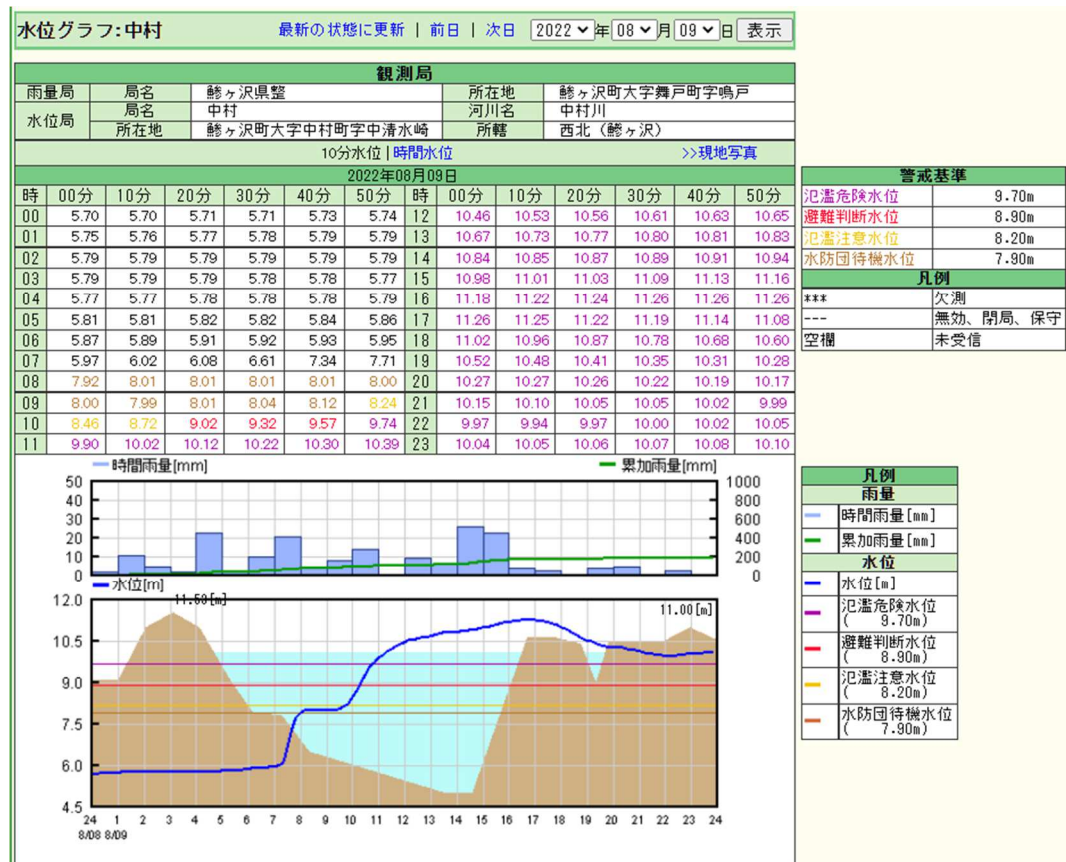 水位グラフ:中村 最新の状態に更新 | 前日 | 次日 2022 年 08 月 09 日 表示
観測局
雨量局 局名 鯵ヶ沢県整 所在地 鯵ヶ沢町大字舞戸町字鳴戸
水位局 局名 中村 河川名 中村川
所在地 鯵ヶ沢町大字中村町字中清水崎 所轄 西北（鯵ヶ沢）
10分水位 | 時間水位 >>現地写真
2022年08月09日
時 00分 10分 20分 30分 40分 50分 時 00分 10分 20分 30分 40分 50分
00 5.70 5.70 5.71 5.71 5.73 5.74 12 10.46 10.53 10.56 10.61 10.63 10.65
01 5.75 5.76 5.77 5.78 5.79 5.79 13 10.67 10.73 10.77 10.80 10.81 10.83
02 5.79 5.79 5.79 5.79 5.79 5.79 14 10.84 10.85 10.87 10.89 10.91 10.94
03 5.79 5.79 5.79 5.78 5.78 5.77 15 10.98 11.01 11.03 11.09 11.13 11.16
04 5.77 5.77 5.78 5.78 5.78 5.79 16 11.18 11.22 11.24 11.26 11.26 11.26
05 5.81 5.81 5.82 5.82 5.84 5.86 17 11.26 11.25 11.22 11.19 11.14 11.08
06 5.87 5.89 5.91 5.92 5.93 5.95 18 11.02 10.96 10.87 10.78 10.68 10.60
07 5.97 6.02 6.08 6.61 7.34 7.71 19 10.52 10.48 10.41 10.35 10.31 10.28
08 7.92 8.01 8.01 8.01 8.01 8.00 20 10.27 10.27 10.26 10.22 10.19 10.17
09 8.00 7.99 8.01 8.04 8.12 8.24 21 10.15 10.10 10.05 10.05 10.02 9.99
10 8.46 8.72 9.02 9.32 9.57 9.74 22 9.97 9.94 9.97 10.00 10.02 10.05
11 9.90 10.02 10.12 10.22 10.30 10.39 23 10.04 10.05 10.06 10.07 10.08 10.10
警戒基準
氾濫危険水位 9.70m
避難判断水位 8.90m
氾濫注意水位 8.20m
水防団待機水位 7.90m
凡例
*** 欠測
--- 無効、閉局、保守
空欄 未受信
時間雨量[mm] 累加雨量[mm]
50 1000
40 800
30 600
20 400
10 200
0 0
水位[m]
12.0 11.53[m] 11.00[m]
10.5
9.0
7.5
6.0
4.5
24 1 2 3 4 5 6 7 8 9 10 11 12 13 14 15 16 17 18 19 20 21 22 23 24
8/08 8/09
凡例
雨量
時間雨量[mm]
累加雨量[mm]
水位
水位[m]
氾濫危険水位
( 9.70m)
避難判断水位
( 8.90m)
氾濫注意水位
( 8.20m)
水防団待機水位
( 7.90m)